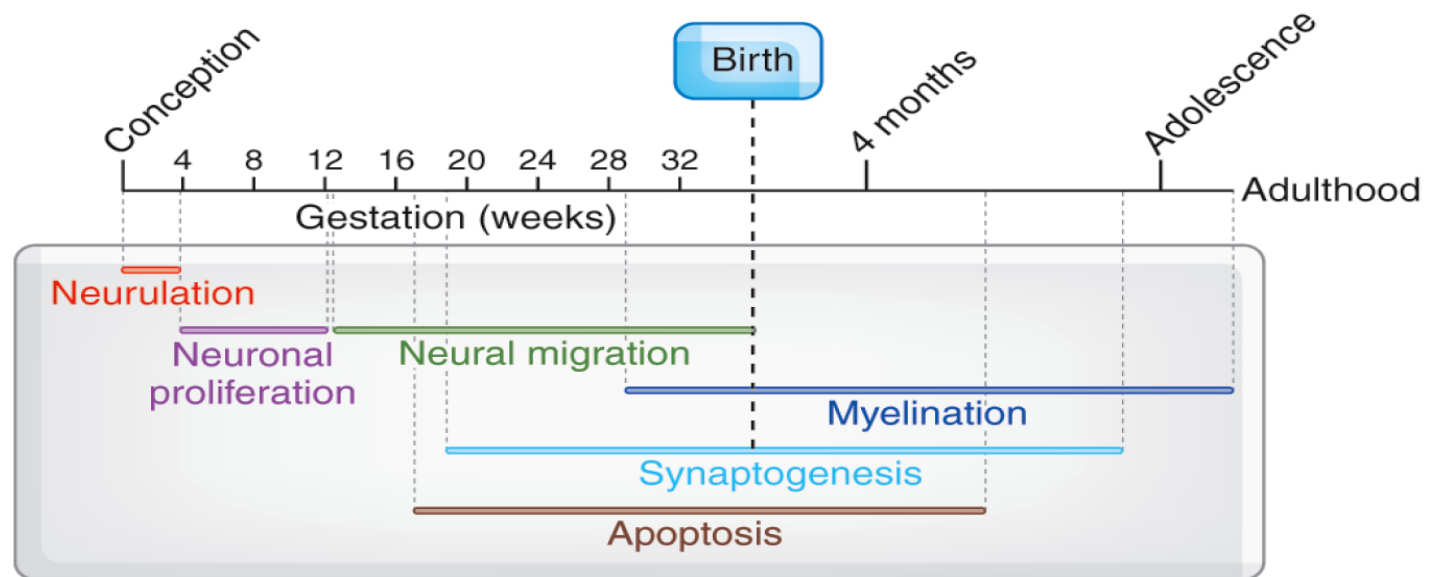 Birth
Conception
4 months
Adolescence
4 8 12 16 20 24 28 32
Adulthood
Gestation (weeks)
Neurulation
Neuronal
proliferation
Neural migration
Myelination
Synaptogenesis
Apoptosis